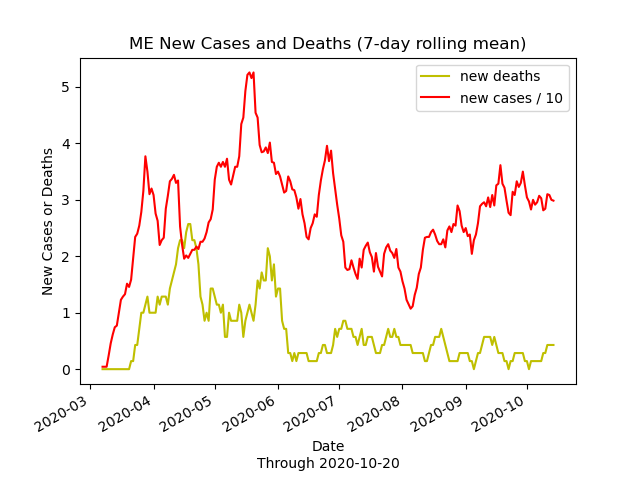 ME New Cases and Deaths (7-day rolling mean)
new deaths
new cases / 10
New Cases or Deaths
5
4
3
2
1
0
2020-03
2020-04
2020-05
2020-06
2020-07
2020-08
2020-09
2020-10
Date
Through 2020-10-20